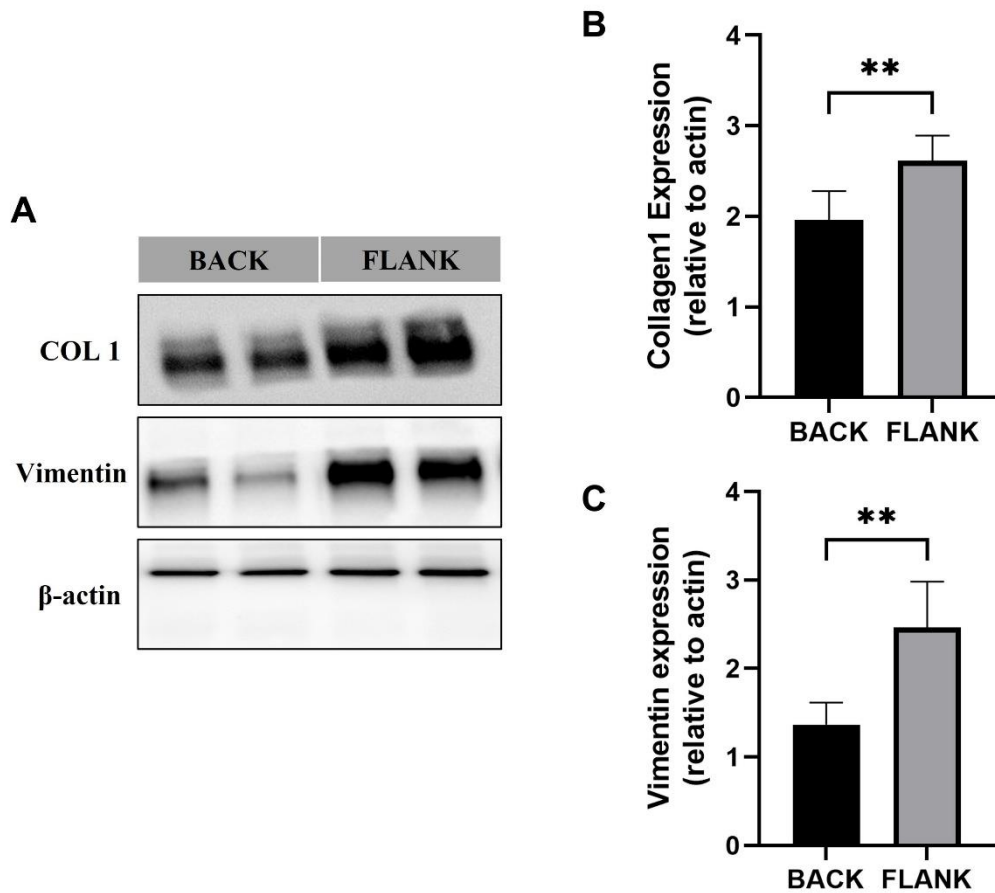 A
BACK FLANK
COL 1
Vimentin
β-actin
B
Collagen1 Expression
(relative to actin)
4
3
2
1
0
**
BACK FLANK
C
Vimentin expression
(relative to actin)
4
3
2
1
0
**
BACK FLANK